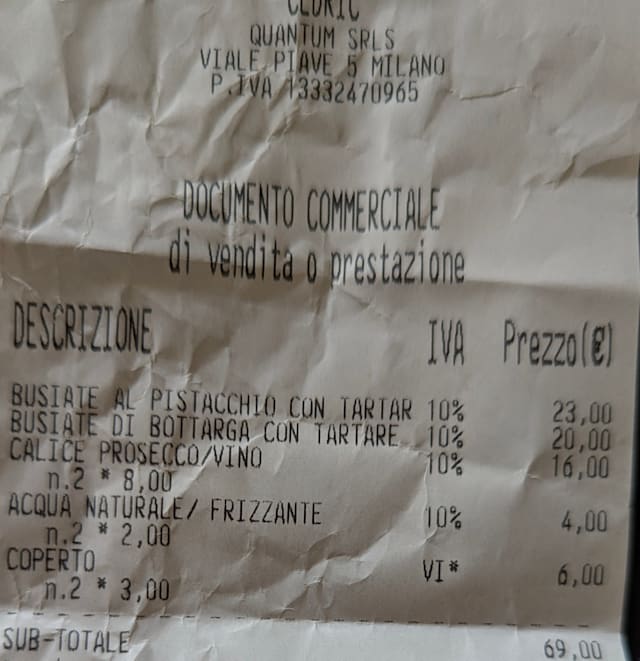 CEDRIC
QUANTUM SRLS
VIALE PIAVE 5 MILANO
P.IVA 13332470965
DOCUMENTO COMMERCIALE
di vendita o prestazione
DESCRIZIONE IVA Prezzo(€)
BUSIATE AL PISTACCHIO CON TARTAR 10% 23,00
BUSIATE DI BOTTARGA CON TARTARE 10% 20,00
CALICE PROSECCO/VINO 10% 16,00
n.2 * 8,00
ACQUA NATURALE/ FRIZZANTE 10% 4,00
n.2 * 2,00
COPERTO VI* 6,00
n.2 * 3,00
SUB-TOTALE 69,00